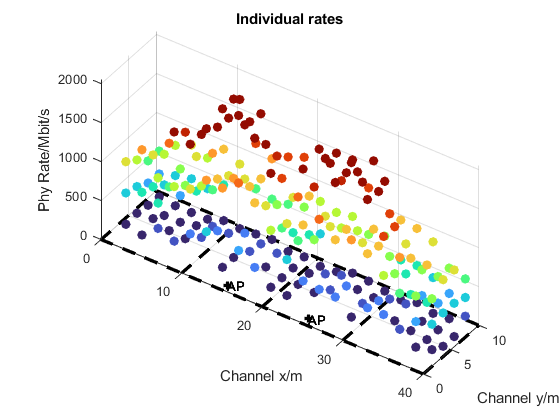 Individual rates
Phy Rate/Mbit/s
2000
1500
1000
500
0
0
10
20
30
40
AP
AP
Channel x/m
0
5
10
Channel y/m